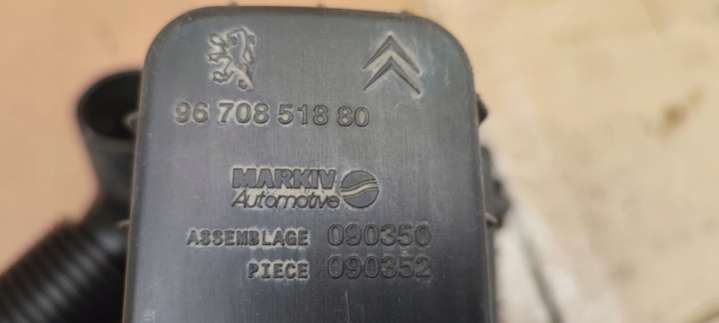 96 708 518 80
MARKIV
Automotive
ASSEMBLAGE 090350
PIECE 090352